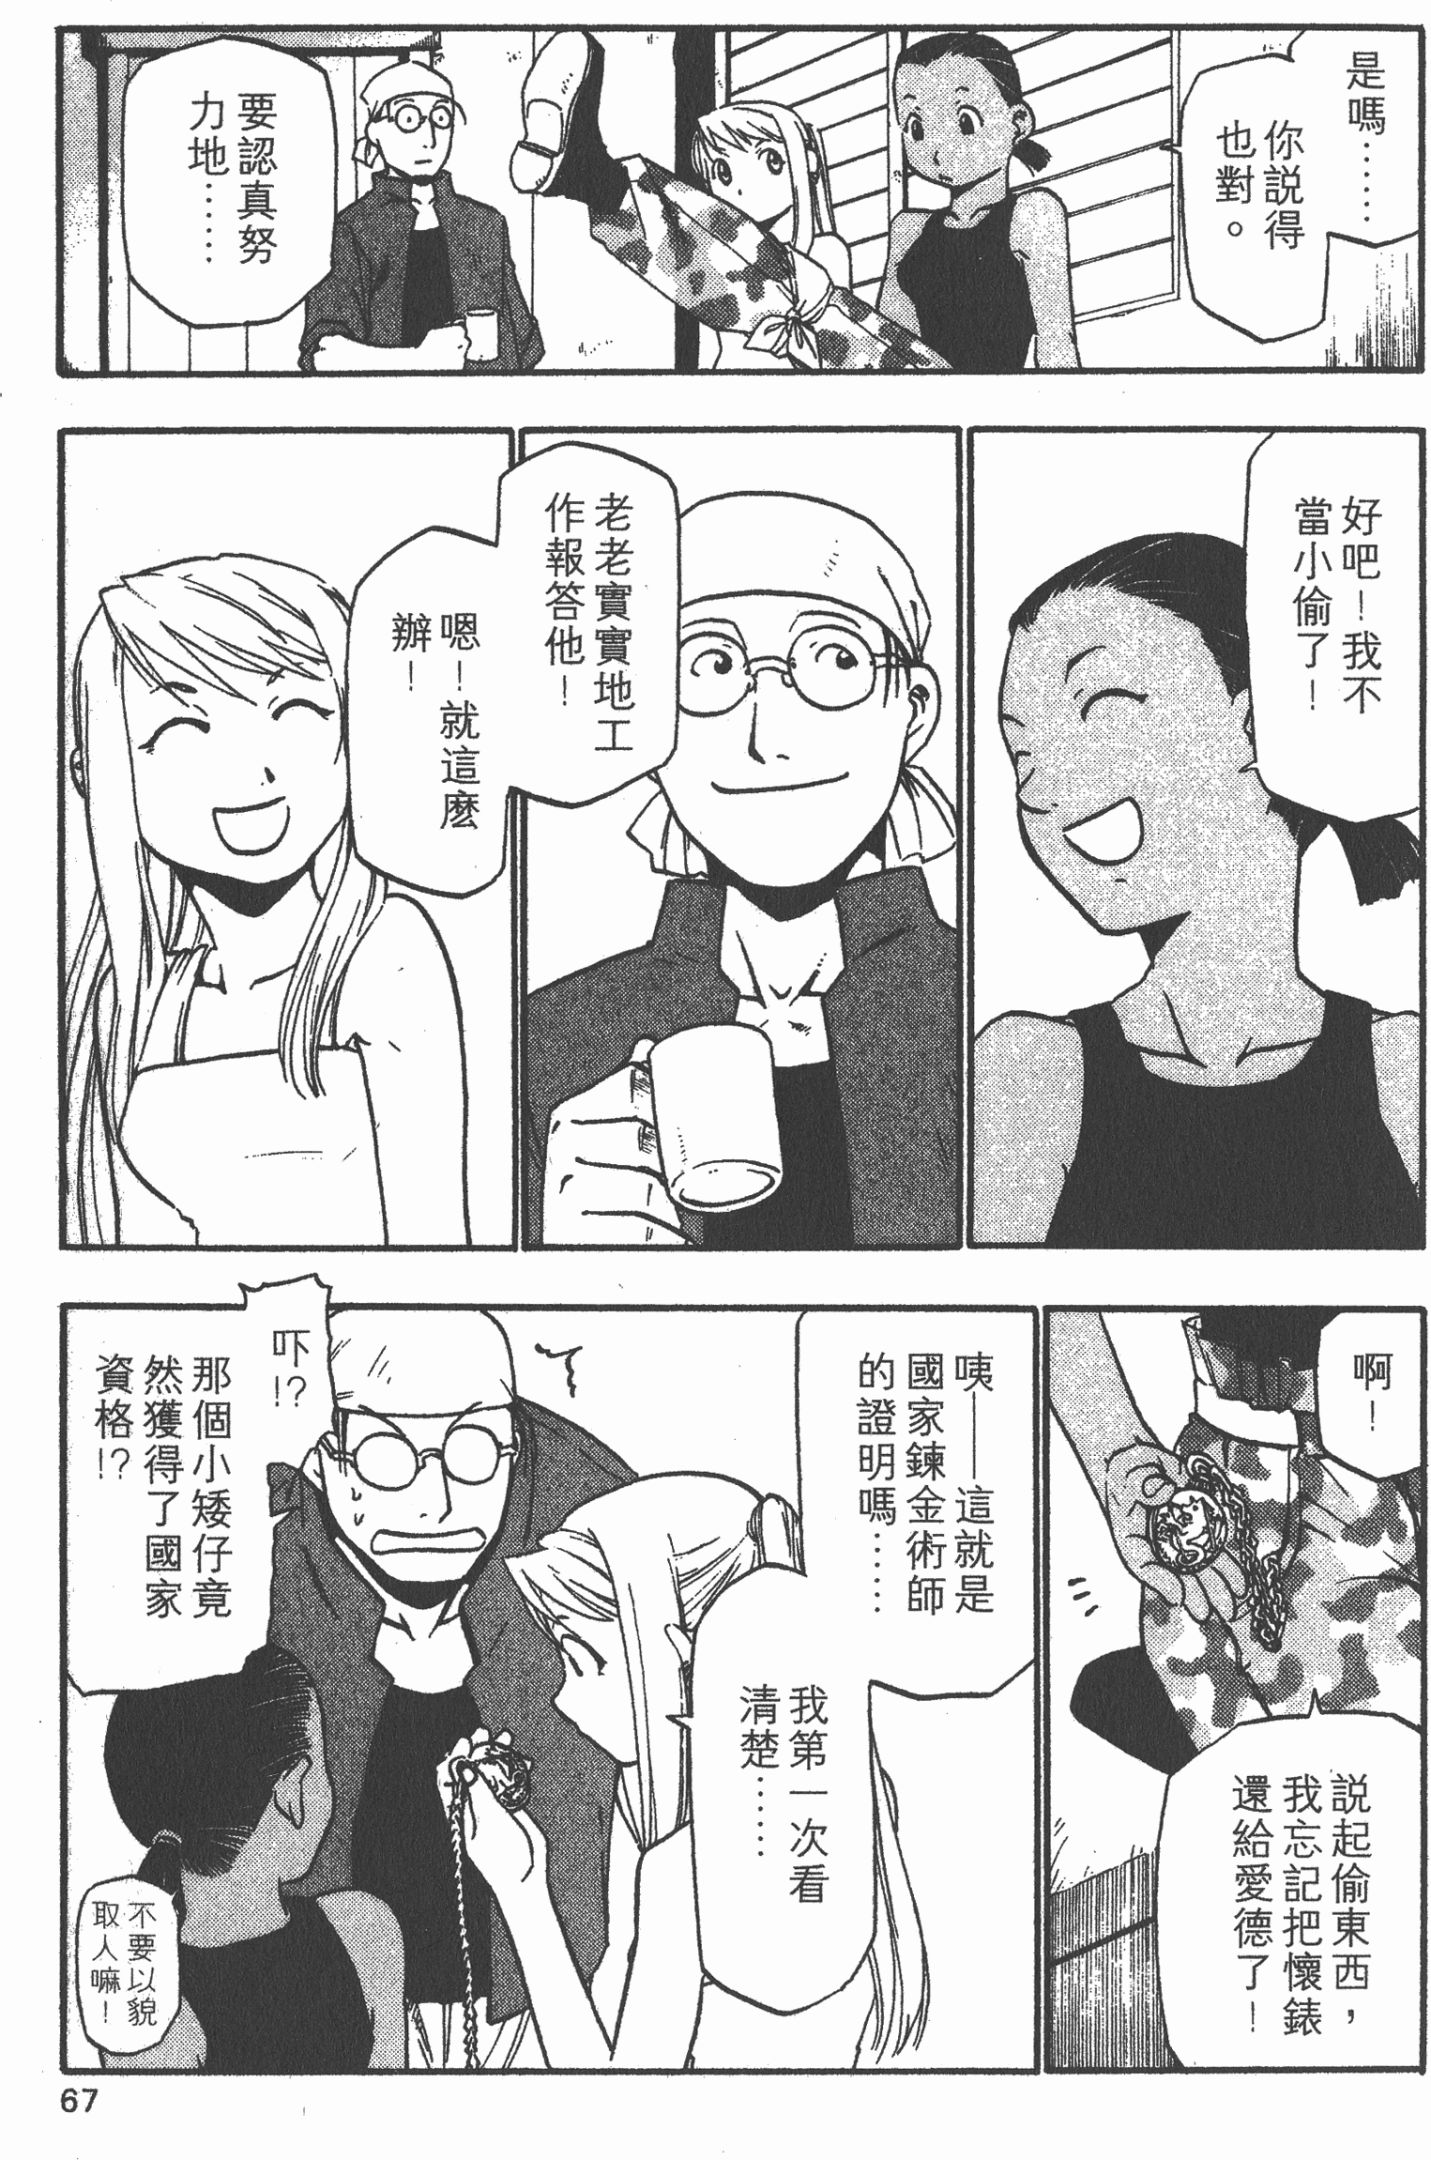 是嗎……
你說得
也對。
要認真努
力地……
好吧！我不
當小偷了！
老老實實地工
作報答他！
嗯！就這麼
辦！
啊！
說起偷東西，
我忘記把懷錶
還給愛德了！
咦——這就是
國家鍊金術師
的證明嗎……
我第一次看
清楚……
吓!?
那個小矮仔竟
然獲得了國家
資格!?
不要以貌
取人嘛！
67